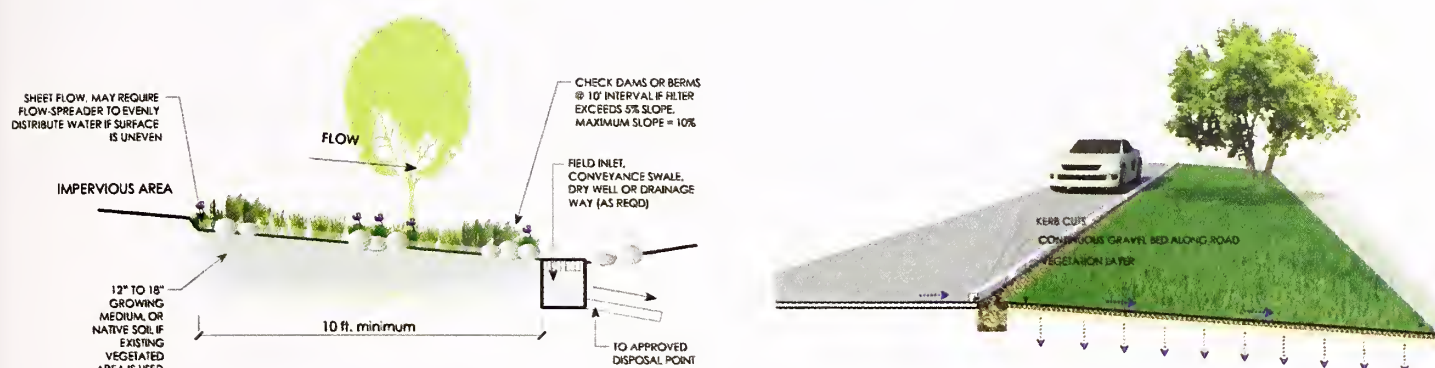 SHEET FLOW, MAY REQUIRE
FLOW-SPREADER TO EVENLY
DISTRIBUTE WATER IF SURFACE
IS UNEVEN
IMPERVIOUS AREA
FLOW
CHECK DAMS OR BERMS
@ 10' INTERVAL IF FILTER
EXCEEDS 5% SLOPE.
MAXIMUM SLOPE = 10%
FIELD INLET,
CONVEYANCE SWALE,
DRY WELL OR DRAINAGE
WAY (AS REQD)
12" TO 18"
GROWING
MEDIUM, OR
NATIVE SOIL IF
EXISTING
VEGETATED
AREA IS USED
10 ft. minimum
TO APPROVED
DISPOSAL POINT
KERB CUTS
CONTINUOUS GRAVEL BED ALONG ROAD
VEGETATION LAYER